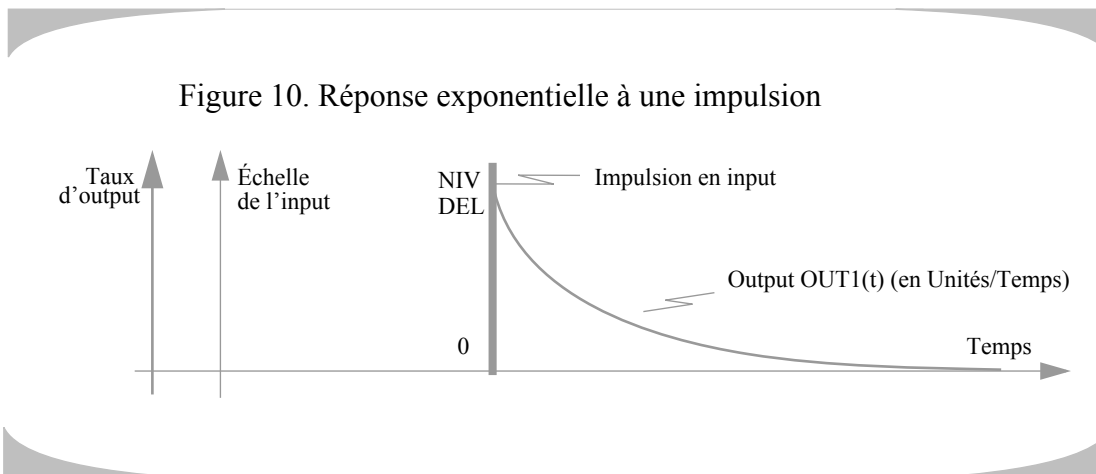 Figure 10. Réponse exponentielle à une impulsion
Taux
d’output
Échelle
de l’input
NIV
DEL
Impulsion en input
Output OUT1(t) (en Unités/Temps)
0
Temps